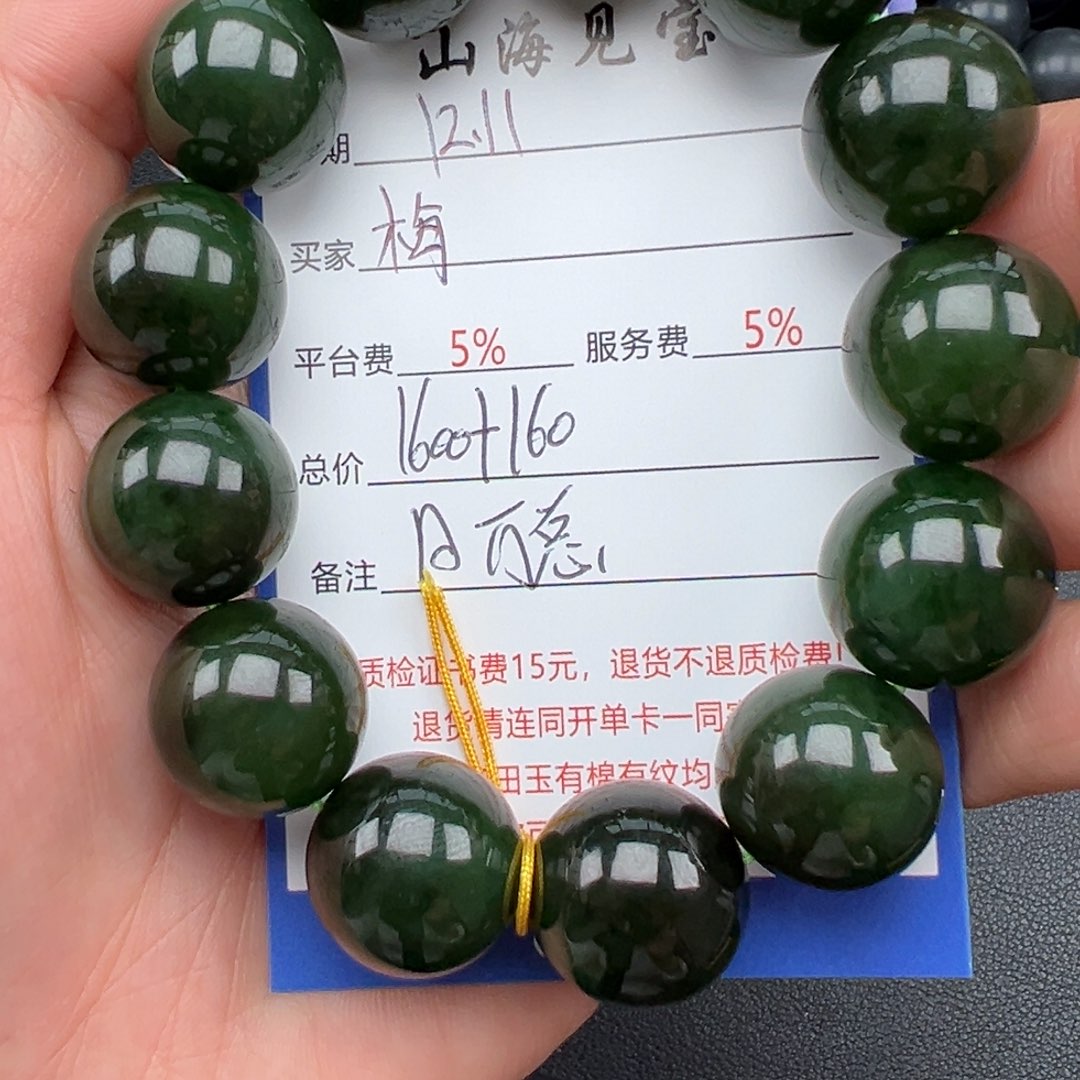 山海见宝
期 12.11
买家 梅
平台费 5% 服务费 5%
总价 1600+160
备注
质检证书费15元，退货不退质检费！
退货请连同开单卡一同
田玉有棉有纹均